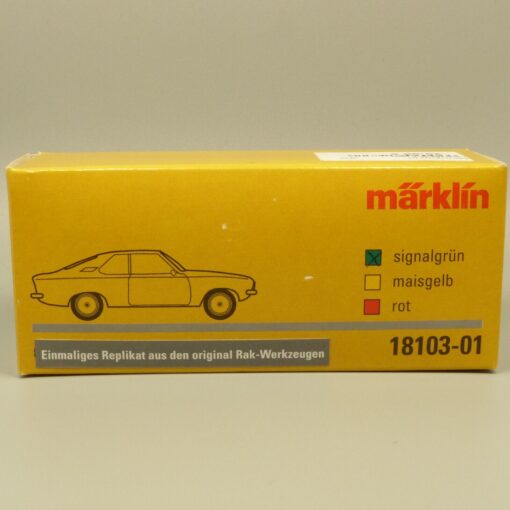 märklin
signalgrün
maisgelb
rot
Einmaliges Replikat aus den original Rak-Werkzeugen
18103-01